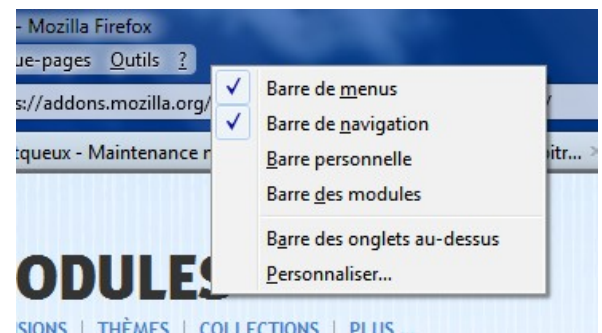 - Mozilla Firefox
ue-pages Outils ?
s://addons.mozilla.org/
Barre de menus
Barre de navigation
tqueux - Maintenance
itr...
Barre personnelle
Barre des modules
Barre des onglets au-dessus
Personnaliser...
ODULES
SIONS | THÈMES | COLLECTIONS | PLUS